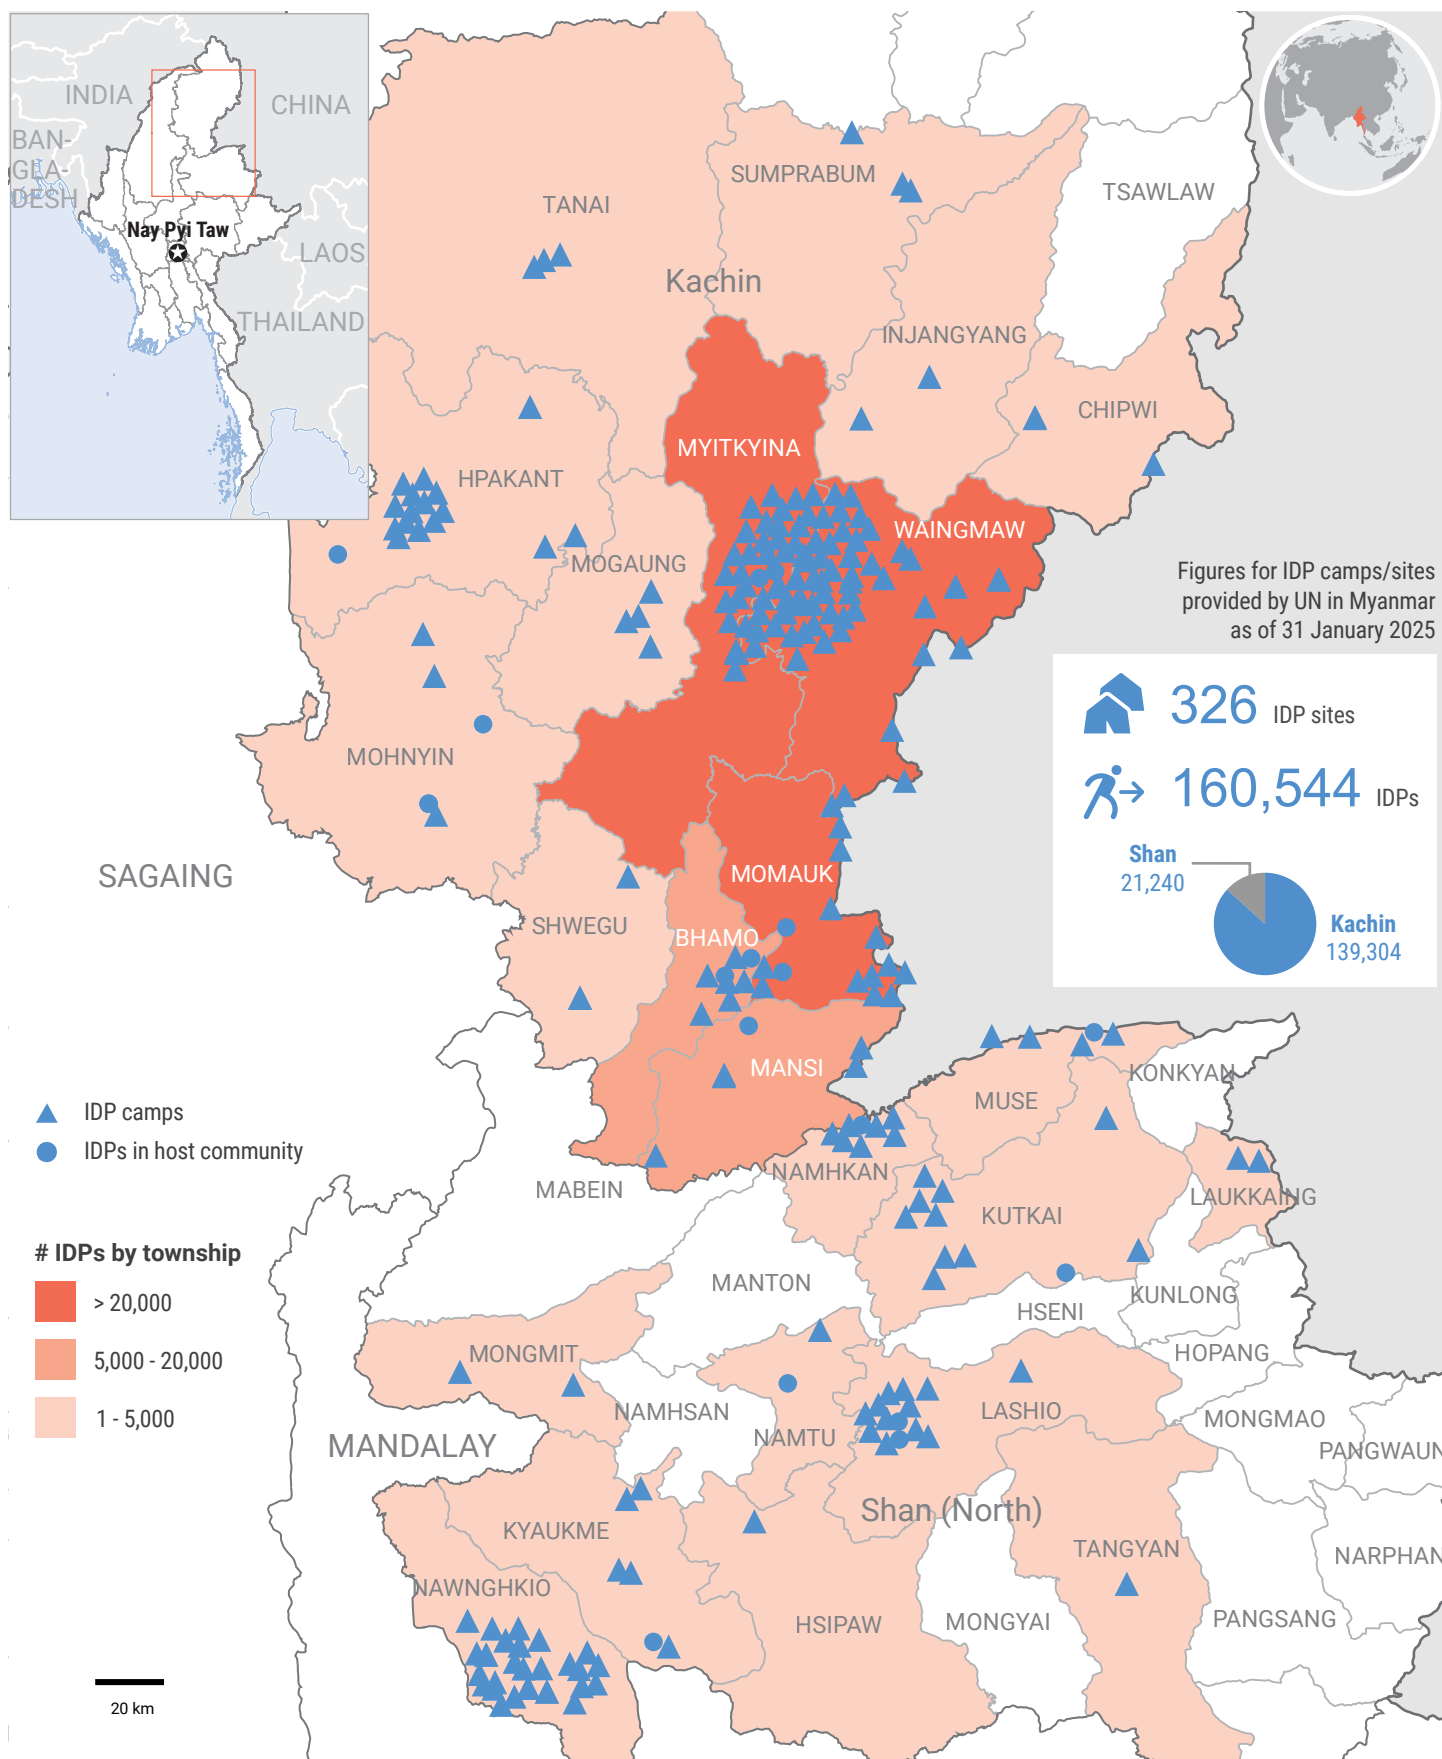 INDIA
CHINA
BAN-
GLA-
DESH
Nay Pyi Taw
LAOS
THAILAND
SUMPRABUM
TSAWLAW
TANAI
Kachin
INJANGYANG
CHIPWI
MYITKYINA
HPAKANT
WAINGMAW
MOGAUNG
Figures for IDP camps/sites
provided by UN in Myanmar
as of 31 January 2025
326 IDP sites
160,544 IDPs
Shan
21,240
Kachin
139,304
MOHNYIN
SAGAING
MOMAUK
SHWEGU
BHAMO
MANSI
KONKYAN
MUSE
IDP camps
IDPs in host community
NAMHKAN
MABEIN
LAUKKAING
KUTKAI
# IDPs by township
> 20,000
5,000 - 20,000
1 - 5,000
MANTON
KUNLONG
HSENI
MONGMIT
HOPANG
NAMHSAN
LASHIO
MONGMAO
NAMTU
MANDALAY
PANGWAUN
Shan (North)
KYAUKME
TANGYAN
NARPHAN
NAWNGHKIO
HSIPAW
MONGYAI
PANGSANG
20 km